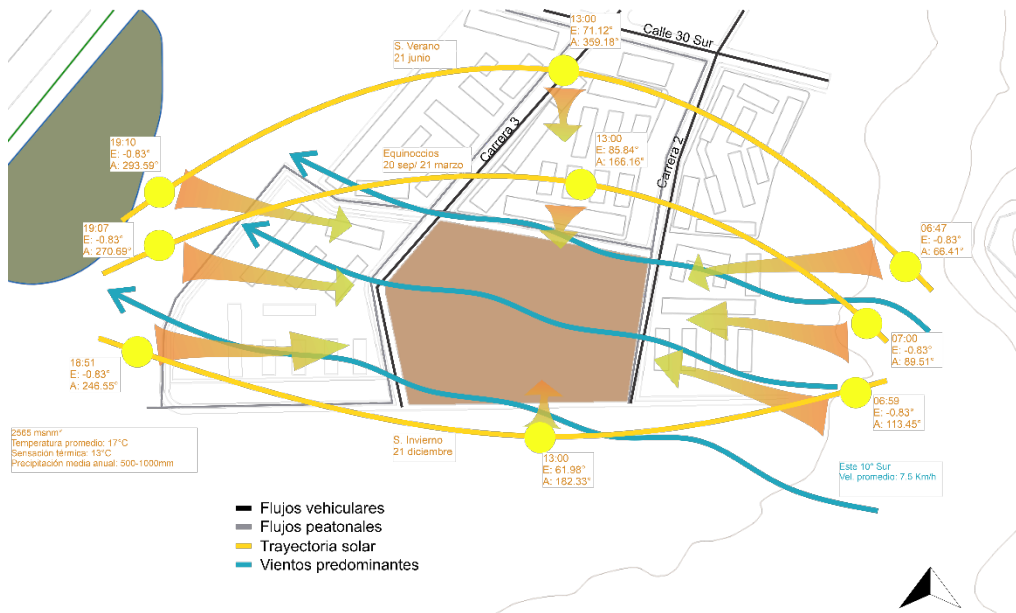 13:00
E: 71.12°
A: 359.18°
Calle 30 Sur
S. Verano
21 junio
Carrera 3
Carrera 2
19:10
E: -0.83°
A: 293.59°
Equinoccios
20 sep/ 21 marzo
13:00
E: 85.84°
A: 166.16°
19:07
E: -0.83°
A: 270.69°
06:47
E: -0.83°
A: 66.41°
07:00
E: -0.83°
A: 89.51°
18:51
E: -0.83°
A: 246.55°
06:59
E: -0.83°
A: 113.45°
2565 msnm°
Temperatura promedio: 17°C
Sensación térmica: 13°C
Precipitación media anual: 500-1000mm
S. Invierno
21 diciembre
13:00
E: 61.98°
A: 182.33°
Este 10° Sur
Vel. promedio: 7.5 Km/h
Flujos vehiculares
Flujos peatonales
Trayectoria solar
Vientos predominantes